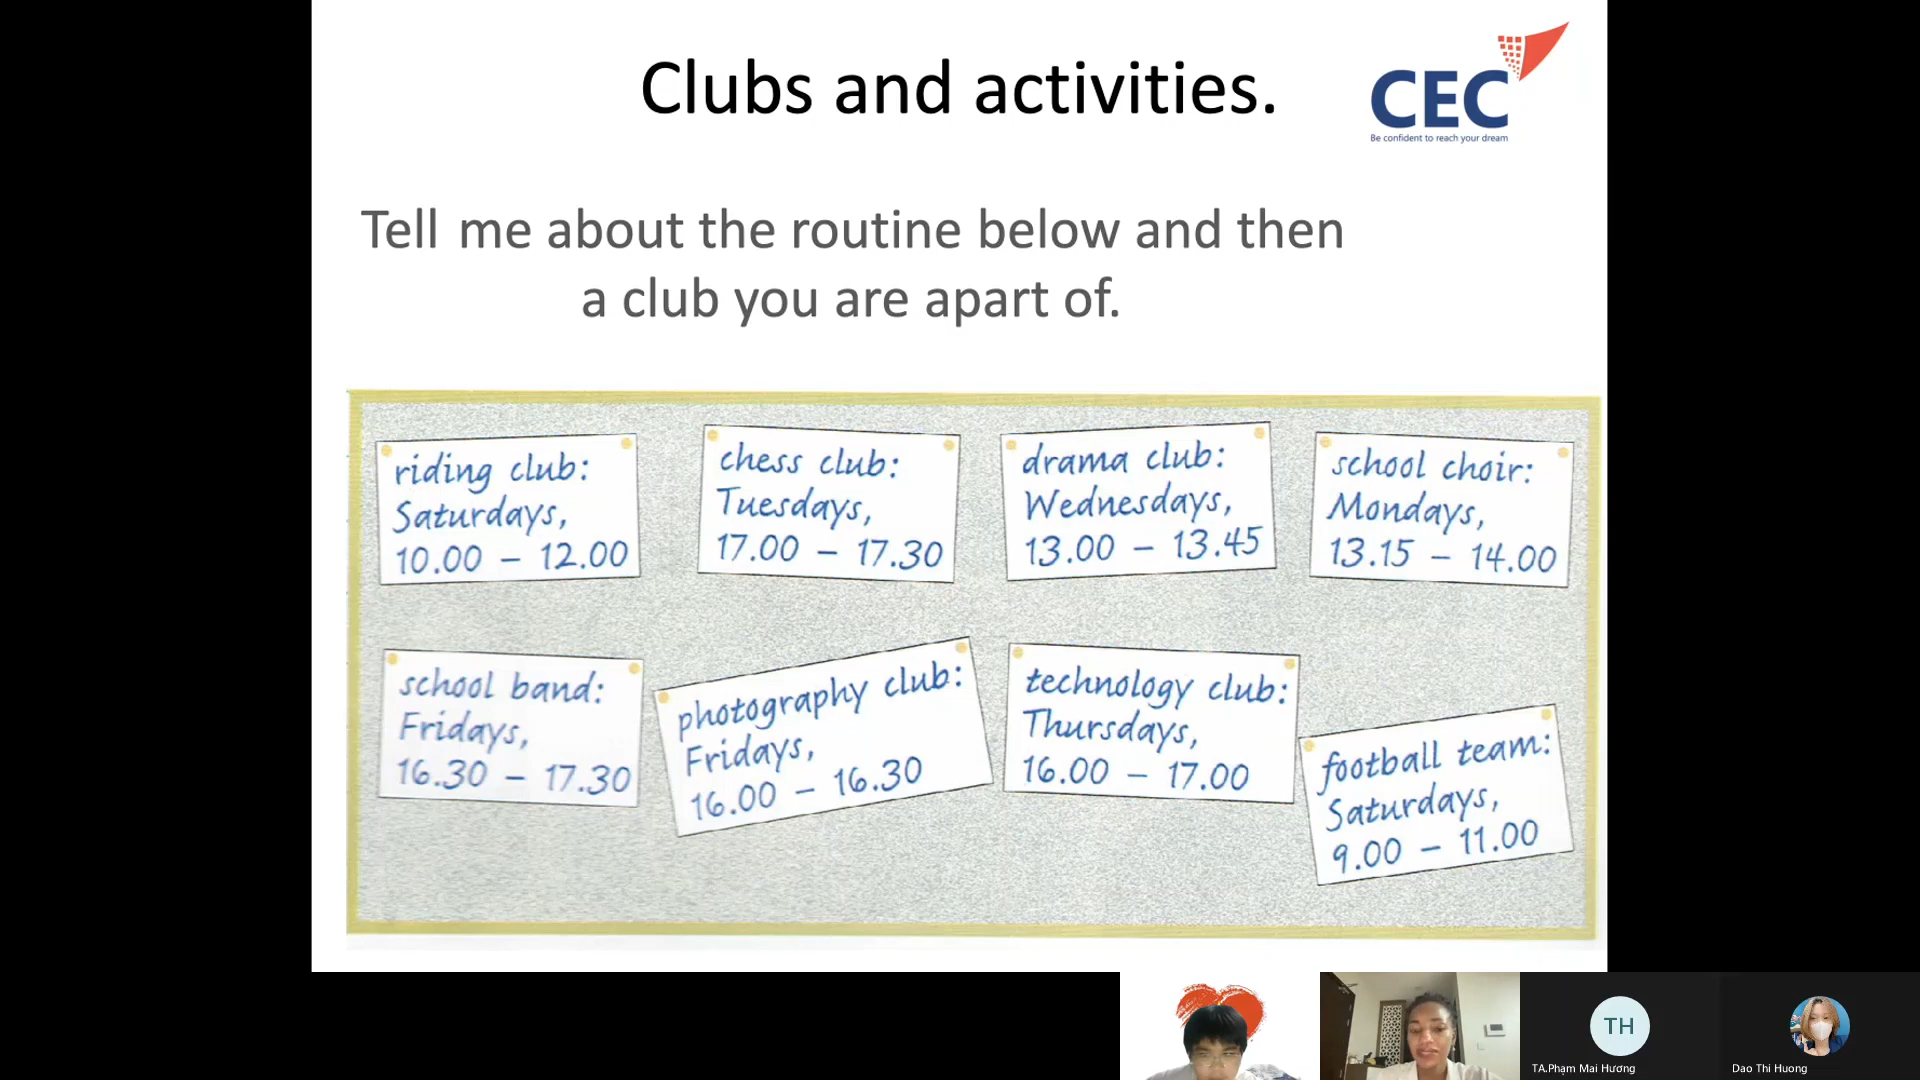 Clubs and activities.
CEC
Be confident to reach your dream
Tell me about the routine below and then
a club you are apart of.
riding club:
Saturdays,
10.00 – 12.00
chess club:
Tuesdays,
17.00 – 17.30
drama club:
Wednesdays,
13.00 – 13.45
school choir:
Mondays,
13.15 – 14.00
school band:
Fridays,
16.30 – 17.30
photography club:
Fridays,
16.00 – 16.30
technology club:
Thursdays,
16.00 – 17.00
football team:
Saturdays,
9.00 – 11.00
TH
TA.Phạm Mai Hương
Dao Thi Huong